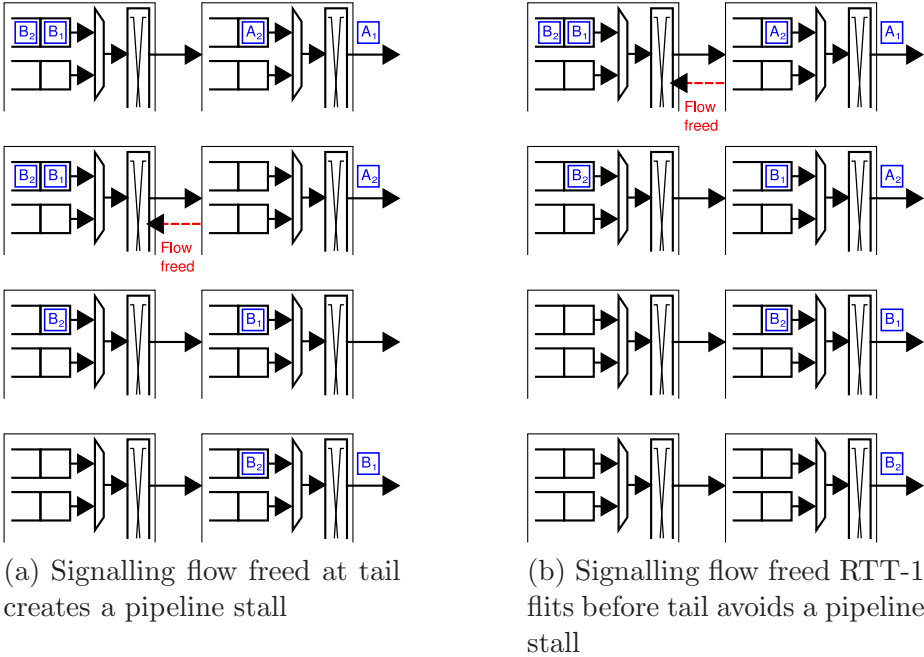 B₂ B₁ A₂ A₁
B₂ B₁ A₂
Flow
freed
B₂ B₁
B₂ B₁
(a) Signalling flow freed at tail
creates a pipeline stall
B₂ B₁ A₂ A₁
Flow
freed
B₂ B₁ A₂
B₂ B₁
B₂
(b) Signalling flow freed RTT-1
flits before tail avoids a pipeline
stall